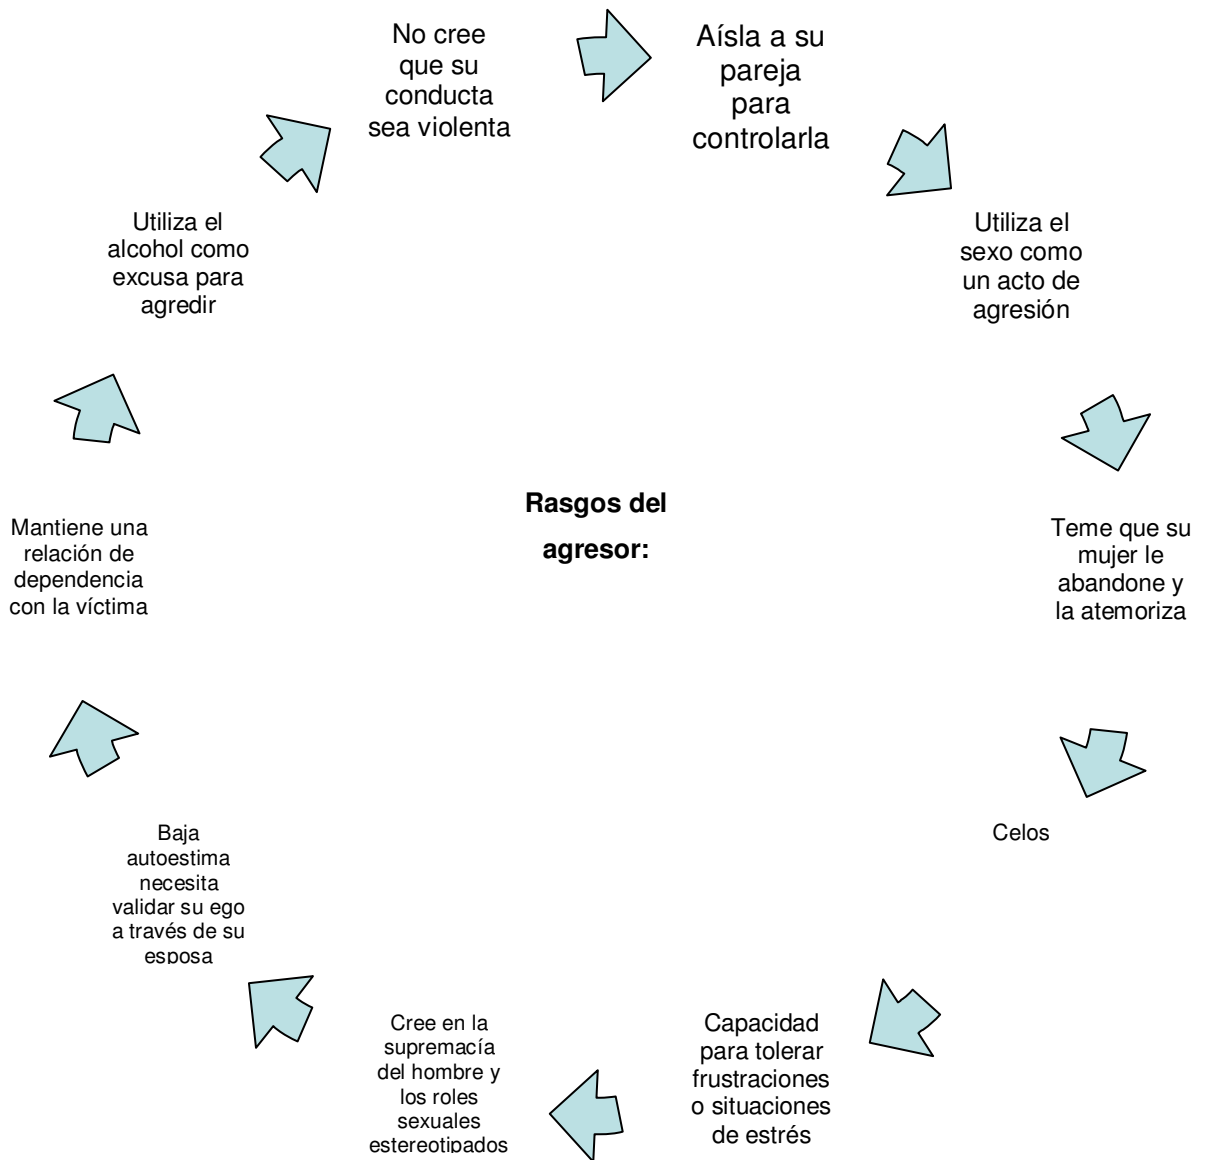 No cree
que su
conducta
sea violenta
Aísla a su
pareja
para
controlarla
Utiliza el
sexo como
un acto de
agresión
Teme que su
mujer le
abandone y
la atemoriza
Celos
Capacidad
para tolerar
frustraciones
o situaciones
de estrés
Cree en la
supremacía
del hombre y
los roles
sexuales
estereotipados
Baja
autoestima
necesita
validar su ego
a través de su
esposa
Mantiene una
relación de
dependencia
con la víctima
Utiliza el
alcohol como
excusa para
agredir
Rasgos del
agresor: